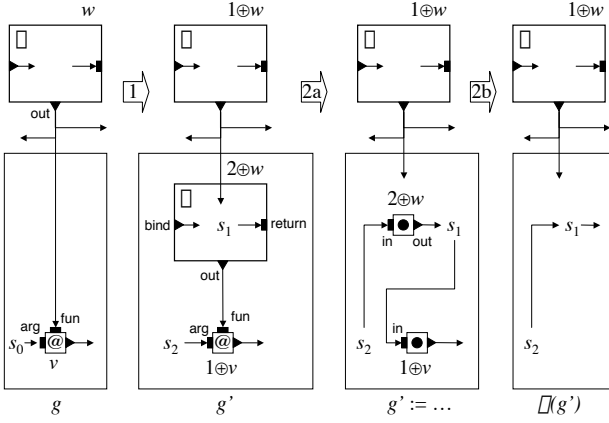 w
1⊕w
1⊕w
1⊕w
1
2a
2b
out
2⊕w
bind
s₁
return
out
2⊕w
in
out
s₁
s₁
arg
fun
s₀
@
v
arg
fun
s₂
@
1⊕v
in
s₂
1⊕v
s₂
g
g’
g’ := …
▯(g’)